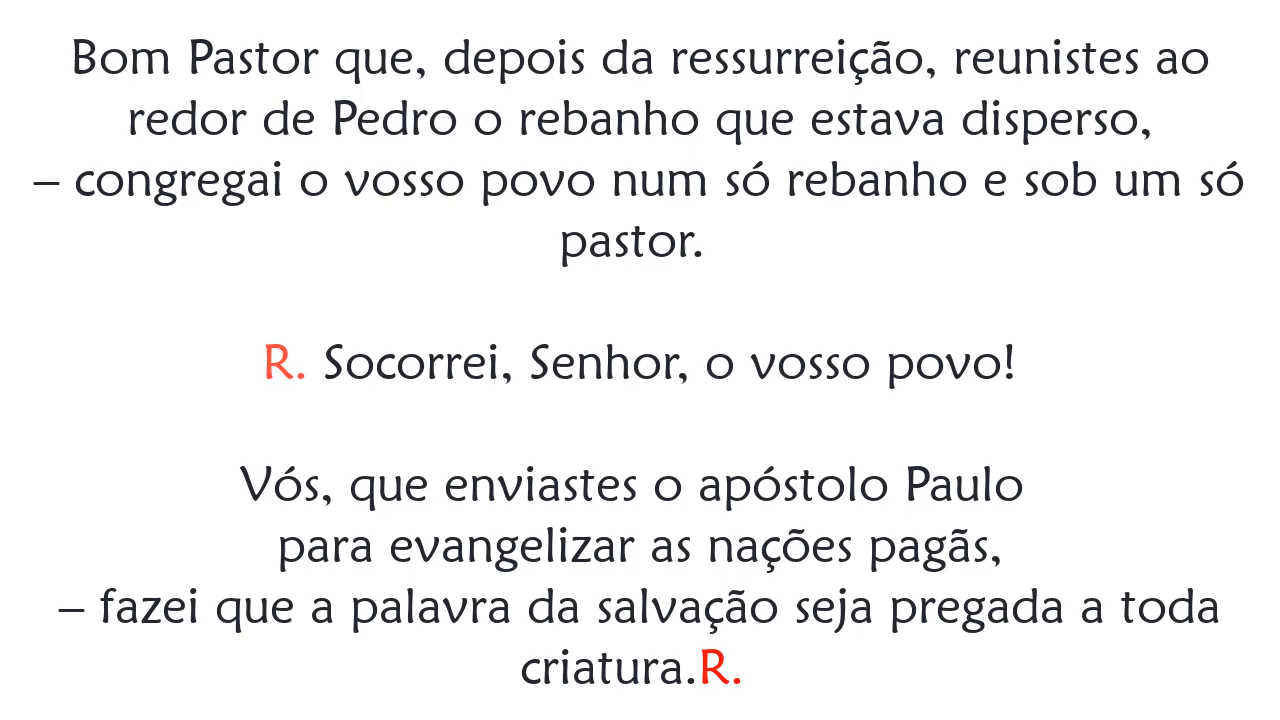 Bom Pastor que, depois da ressurreição, reunistes ao
redor de Pedro o rebanho que estava disperso,
– congregai o vosso povo num só rebanho e sob um só
pastor.
R. Socorrei, Senhor, o vosso povo!
Vós, que enviastes o apóstolo Paulo
para evangelizar as nações pagãs,
– fazei que a palavra da salvação seja pregada a toda
criatura.R.